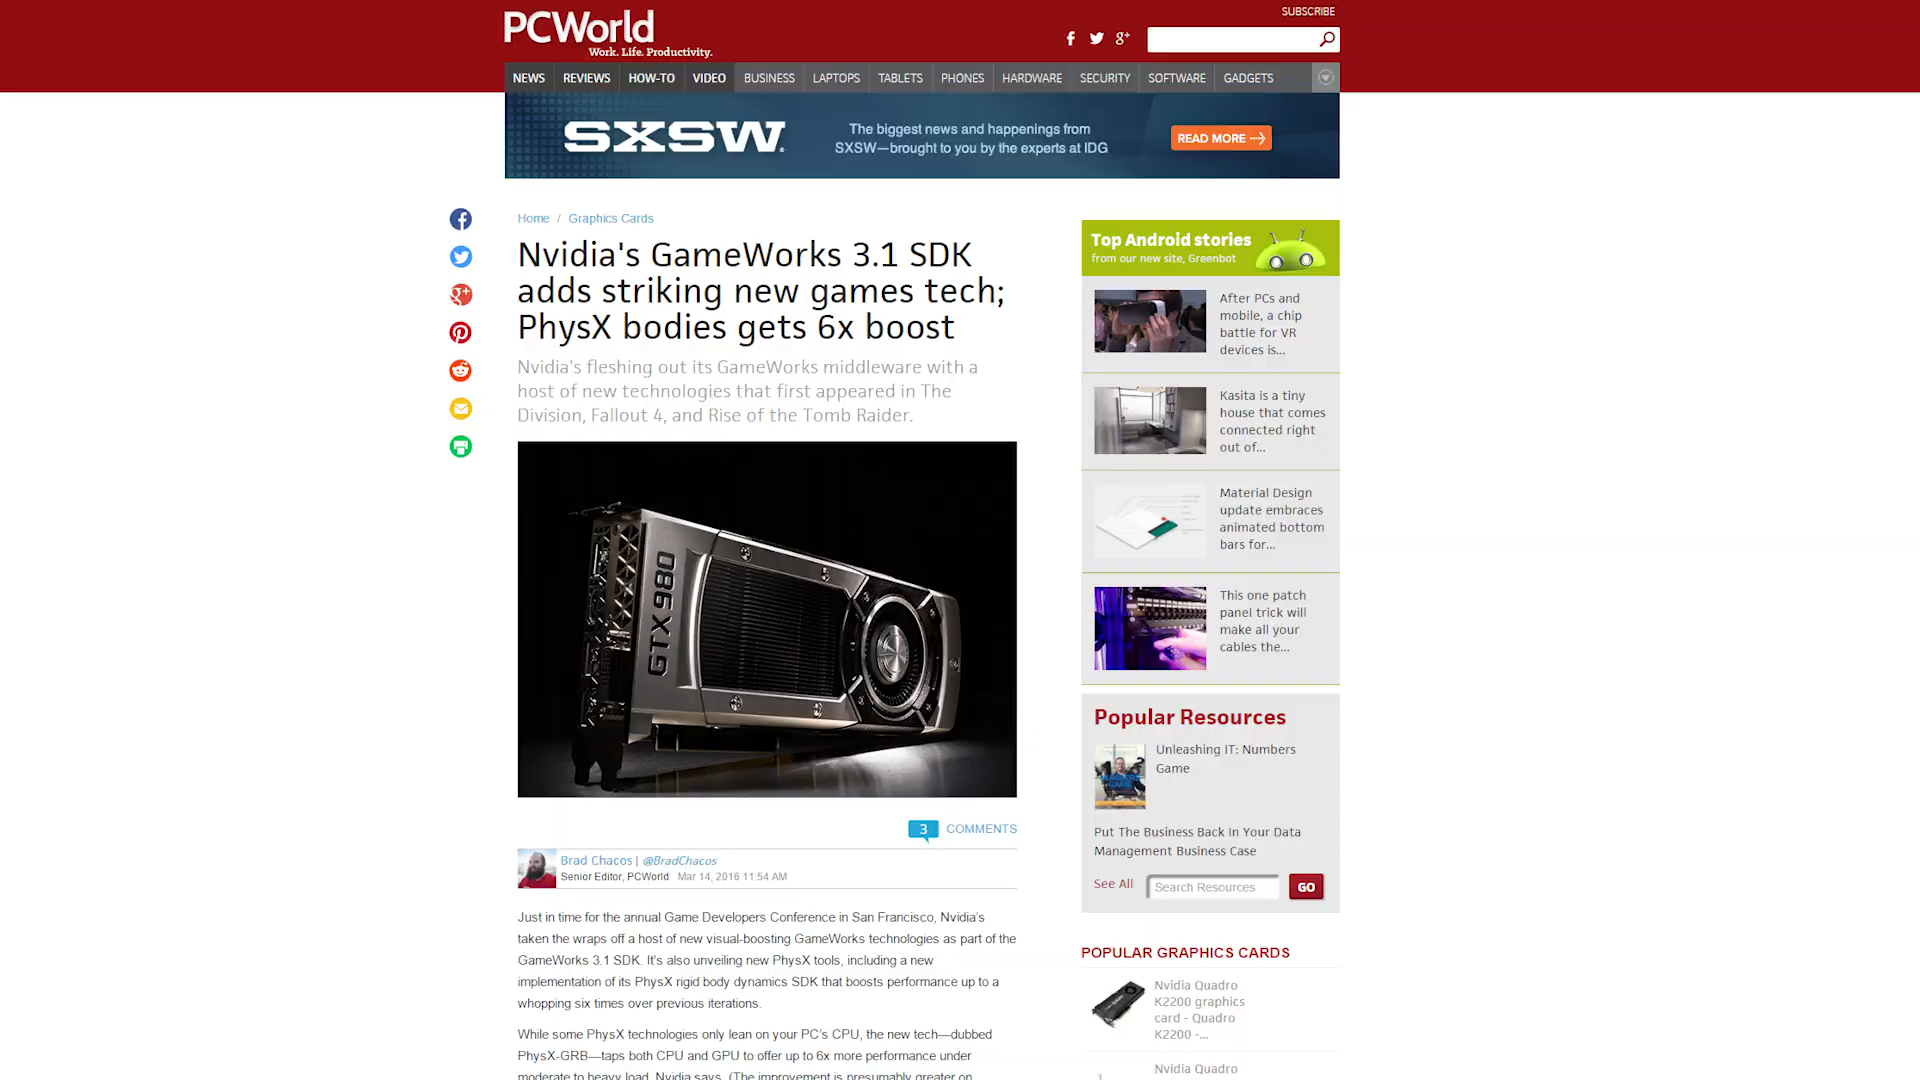 SUBSCRIBE
PCWorld
Work. Life. Productivity.
NEWS REVIEWS HOW-TO VIDEO BUSINESS LAPTOPS TABLETS PHONES HARDWARE SECURITY SOFTWARE GADGETS
SXSW.
The biggest news and happenings from
SXSW—brought to you by the experts at IDG
READ MORE
Home / Graphics Cards
Nvidia's GameWorks 3.1 SDK
adds striking new games tech;
PhysX bodies gets 6x boost
Nvidia's fleshing out its GameWorks middleware with a
host of new technologies that first appeared in The
Division, Fallout 4, and Rise of the Tomb Raider.
GTX 980
3 COMMENTS
Brad Chacos | @BradChacos
Senior Editor, PCWorld Mar 14, 2016 11:54 AM
Just in time for the annual Game Developers Conference in San Francisco, Nvidia's
taken the wraps off a host of new visual-boosting GameWorks technologies as part of the
GameWorks 3.1 SDK. It's also unveiling new PhysX tools, including a new
implementation of its PhysX rigid body dynamics SDK that boosts performance up to a
whopping six times over previous iterations.
While some PhysX technologies only lean on your PC's CPU, the new tech—dubbed
PhysX-GRB—taps both CPU and GPU to offer up to 6x more performance under
moderate to heavy load, Nvidia says. (The improvement is presumably greater on
Top Android stories
from our new site, Greenbot
After PCs and
mobile, a chip
battle for VR
devices is...
Kasita is a tiny
house that comes
connected right
out of...
Material Design
update embraces
animated bottom
bars for...
This one patch
panel trick will
make all your
cables the...
Popular Resources
Unleashing IT: Numbers
Game
Put The Business Back In Your Data
Management Business Case
See All Search Resources GO
POPULAR GRAPHICS CARDS
Nvidia Quadro
K2200 graphics
card - Quadro
K2200 -...
Nvidia Quadro